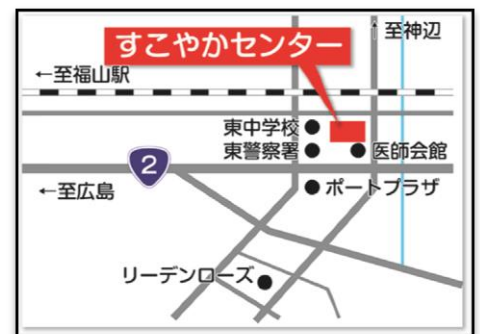 ↑至神辺
すこやかセンター
←至福山駅
東中学校
東警察署
医師会館
2
←至広島
ポートプラザ
リーデンローズ